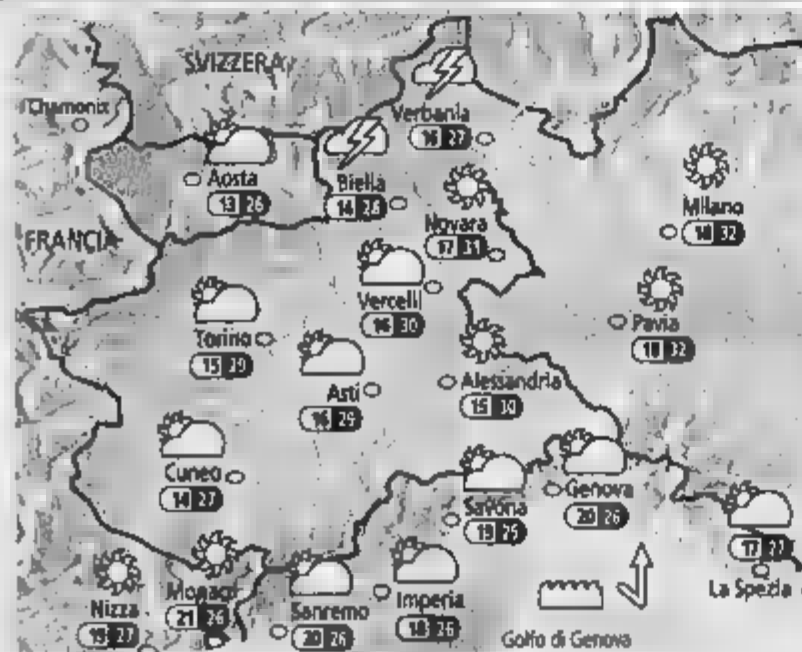 SVIZZERA
Chamonix
Verbania
16 27
Aosta
13 26
Biella
14 26
Milano
18 32
FRANCIA
Novara
17 31
Vercelli
16 30
Pavia
18 32
Torino
15 30
Asti
16 29
Alessandria
15 30
Cuneo
14 27
Savona
19 25
Genova
20 26
17 27
La Spezia
Nizza
19 27
Monaco
21 26
Sanremo
20 26
Imperia
18 26
Golfo di Genova